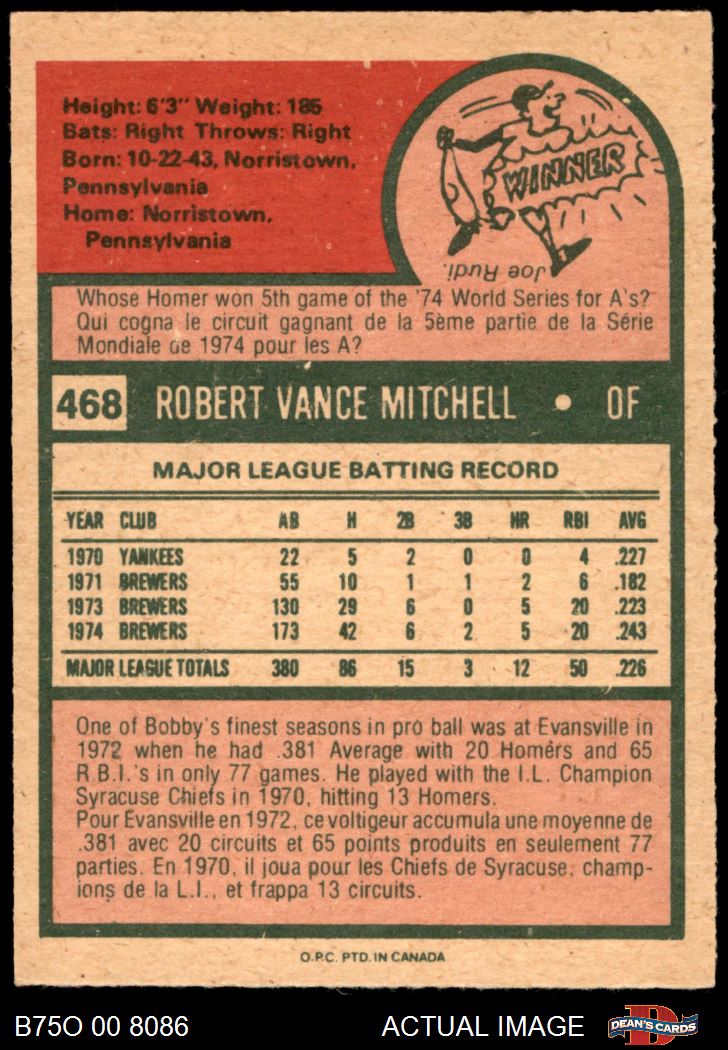 Height: 6'3" Weight: 185
Bats: Right Throws: Right
Born: 10-22-43, Norristown,
Pennsylvania
Home: Norristown,
Pennsylvania
WINNER
Joe Rudi.
Whose Homer won 5th game of the '74 World Series for A's?
Qui cogna le circuit gagnant de la 5ème partie de la Série
Mondiale de 1974 pour les A?
468 ROBERT VANCE MITCHELL • OF
MAJOR LEAGUE BATTING RECORD
YEAR CLUB AB H 2B 3B HR RBI AVG
1970 YANKEES 22 5 2 0 0 4 .227
1971 BREWERS 55 10 1 1 2 6 .182
1973 BREWERS 130 29 6 0 5 20 .223
1974 BREWERS 173 42 6 2 5 20 .243
MAJOR LEAGUE TOTALS 380 86 15 3 12 50 .226
One of Bobby's finest seasons in pro ball was at Evansville in
1972 when he had .381 Average with 20 Homers and 65
R.B.I.'s in only 77 games. He played with the I.L. Champion
Syracuse Chiefs in 1970, hitting 13 Homers.
Pour Evansville en 1972, ce voltigeur accumula une moyenne de
.381 avec 20 circuits et 65 points produits en seulement 77
parties. En 1970, il joua pour les Chiefs de Syracuse, champ-
ions de la L.I., et frappa 13 circuits.
O.P.C. PTD. IN CANADA
B75O 00 8086
ACTUAL IMAGE
D
DEAN'S CARDS